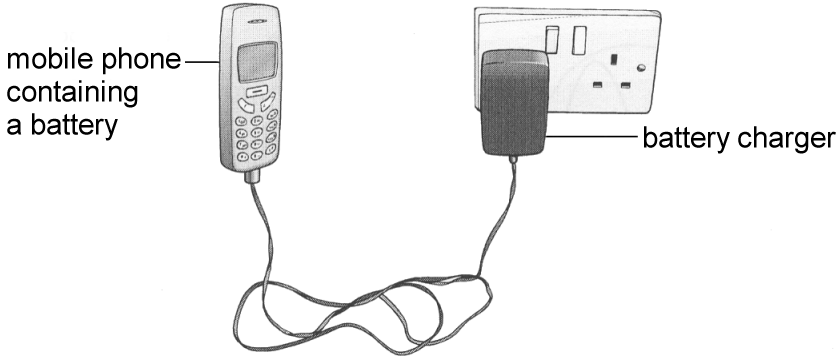 mobile phone
containing
a battery
battery charger